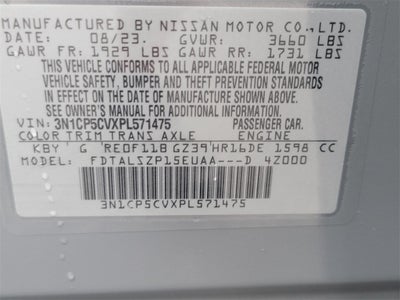 MANUFACTURED BY NISSAN MOTOR CO., LTD.
DATE: 08/23. GVWR: 3660 LBS
GAWR FR: 1929 LBS GAWR RR: 1731 LBS
THIS VEHICLE CONFORMS TO ALL APPLICABLE FEDERAL MOTOR
VEHICLE SAFETY, BUMPER AND THEFT PREVENTION
STANDARDS IN EFFECT ON THE DATE OF
MANUFACTURE SHOWN ABOVE.
SEE OWNER'S MANUAL FOR ADDITIONAL INFORMATION.
VIN: 3N1CP5CVXPL571475 PASSENGER CAR
COLOR TRIM TRANS AXLE ENGINE
KBY G RE0F11B GZ39 HR16DE 1598 CC
FDTALSZP15EUAA---D 4Z000
3N1CP5CVXPL571475